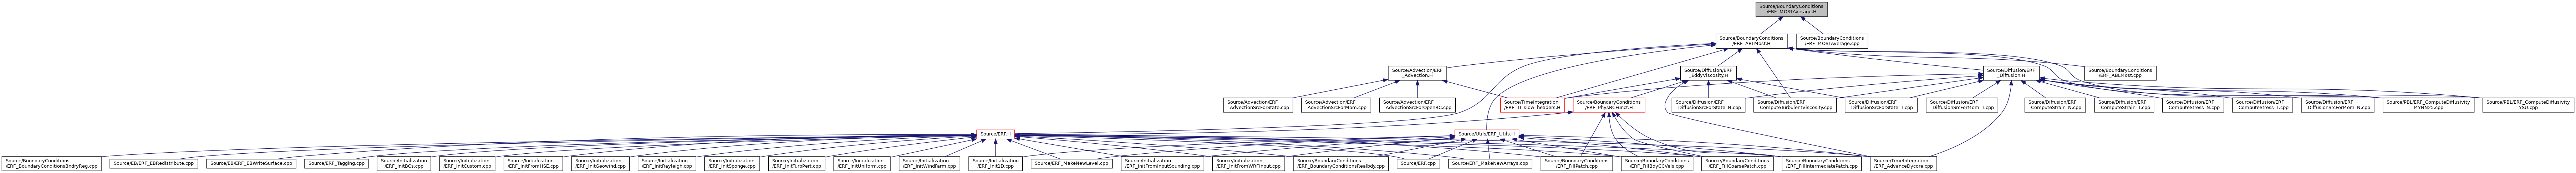 Source/BoundaryConditions
/ERF_MOSTAverage.H
Source/BoundaryConditions
/ERF_ABLMost.H
Source/BoundaryConditions
/ERF_MOSTAverage.cpp
Source/Advection/ERF
_Advection.H
Source/Diffusion/ERF
_EddyViscosity.H
Source/Diffusion/ERF
_Diffusion.H
Source/BoundaryConditions
/ERF_ABLMost.cpp
Source/Advection/ERF
_AdvectionSrcForState.cpp
Source/Advection/ERF
_AdvectionSrcForMom.cpp
Source/Advection/ERF
_AdvectionSrcForOpenBC.cpp
Source/TimeIntegration
/ERF_TI_slow_headers.H
Source/BoundaryConditions
/ERF_PhysBCFunct.H
Source/Diffusion/ERF
_DiffusionSrcForState_N.cpp
Source/Diffusion/ERF
_ComputeTurbulentViscosity.cpp
Source/Diffusion/ERF
_DiffusionSrcForState_T.cpp
Source/Diffusion/ERF
_DiffusionSrcForMom_T.cpp
Source/Diffusion/ERF
_ComputeStrain_N.cpp
Source/Diffusion/ERF
_ComputeStrain_T.cpp
Source/Diffusion/ERF
_ComputeStress_N.cpp
Source/Diffusion/ERF
_ComputeStress_T.cpp
Source/Diffusion/ERF
_DiffusionSrcForMom_N.cpp
Source/PBL/ERF_ComputeDiffusivity
MYNN25.cpp
Source/PBL/ERF_ComputeDiffusivity
YSU.cpp
Source/ERF.H
Source/Utils/ERF_Utils.H
Source/BoundaryConditions
/ERF_BoundaryConditionsBndryReg.cpp
Source/EB/ERF_EBRedistribute.cpp
Source/EB/ERF_EBWriteSurface.cpp
Source/ERF_Tagging.cpp
Source/Initialization
/ERF_InitBCs.cpp
Source/Initialization
/ERF_InitCustom.cpp
Source/Initialization
/ERF_InitFromHSE.cpp
Source/Initialization
/ERF_InitGeowind.cpp
Source/Initialization
/ERF_InitRayleigh.cpp
Source/Initialization
/ERF_InitSponge.cpp
Source/Initialization
/ERF_InitTurbPert.cpp
Source/Initialization
/ERF_InitUniform.cpp
Source/Initialization
/ERF_InitWindFarm.cpp
Source/Initialization
/ERF_Init1D.cpp
Source/ERF_MakeNewLevel.cpp
Source/Initialization
/ERF_InitFromInputSounding.cpp
Source/Initialization
/ERF_InitFromWRFInput.cpp
Source/BoundaryConditions
/ERF_BoundaryConditionsRealbdy.cpp
Source/ERF.cpp
Source/ERF_MakeNewArrays.cpp
Source/BoundaryConditions
/ERF_FillPatch.cpp
Source/BoundaryConditions
/ERF_FillBdyCCVels.cpp
Source/BoundaryConditions
/ERF_FillCoarsePatch.cpp
Source/BoundaryConditions
/ERF_FillIntermediatePatch.cpp
Source/TimeIntegration
/ERF_AdvanceDycore.cpp